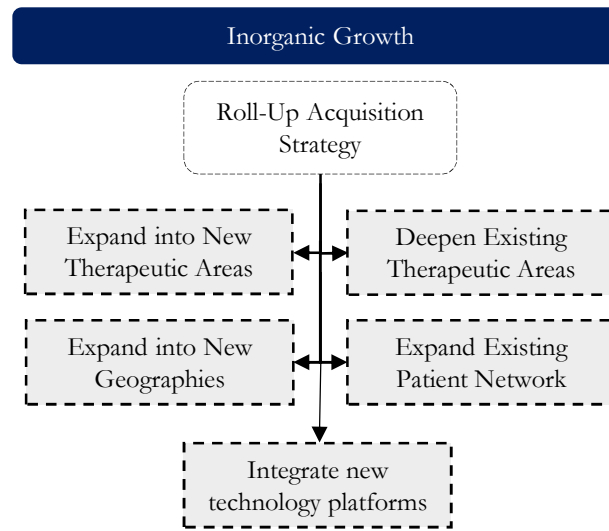 Inorganic Growth
Roll-Up Acquisition
Strategy
Expand into New
Therapeutic Areas
Deepen Existing
Therapeutic Areas
Expand into New
Geographies
Expand Existing
Patient Network
Integrate new
technology platforms